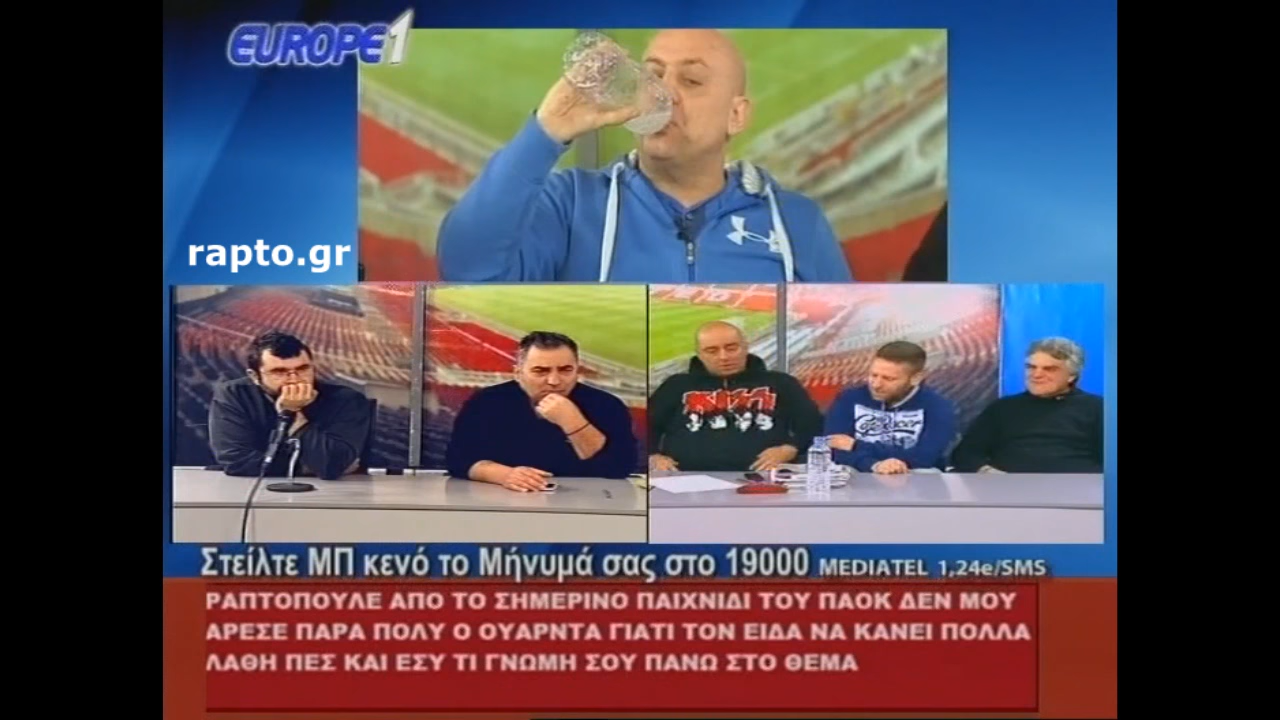 EUROPE1
rapto.gr
Στείλτε ΜΠ κενό το Μήνυμά σας στο 19000 MEDIATEL 1,24e/SMS
ΡΑΠΤΟΠΟΥΛΕ ΑΠΟ ΤΟ ΣΗΜΕΡΙΝΟ ΠΑΙΧΝΙΔΙ ΤΟΥ ΠΑΟΚ ΔΕΝ ΜΟΥ
ΑΡΕΣΕ ΠΑΡΑ ΠΟΛΥ Ο ΟΥΑΡΝΤΑ ΓΙΑΤΙ ΤΟΝ ΕΙΔΑ ΝΑ ΚΑΝΕΙ ΠΟΛΛΑ
ΛΑΘΗ ΠΕΣ ΚΑΙ ΕΣΥ ΤΙ ΓΝΩΜΗ ΣΟΥ ΠΑΝΩ ΣΤΟ ΘΕΜΑ